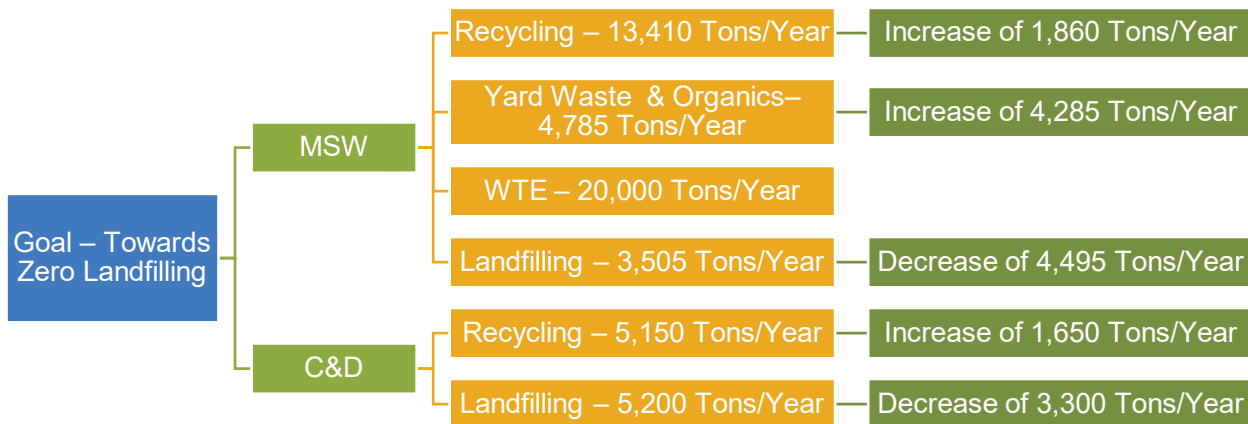 Goal – Towards
Zero Landfilling
MSW
Recycling – 13,410 Tons/Year
Increase of 1,860 Tons/Year
Yard Waste & Organics–
4,785 Tons/Year
Increase of 4,285 Tons/Year
WTE – 20,000 Tons/Year
Landfilling – 3,505 Tons/Year
Decrease of 4,495 Tons/Year
C&D
Recycling – 5,150 Tons/Year
Increase of 1,650 Tons/Year
Landfilling – 5,200 Tons/Year
Decrease of 3,300 Tons/Year